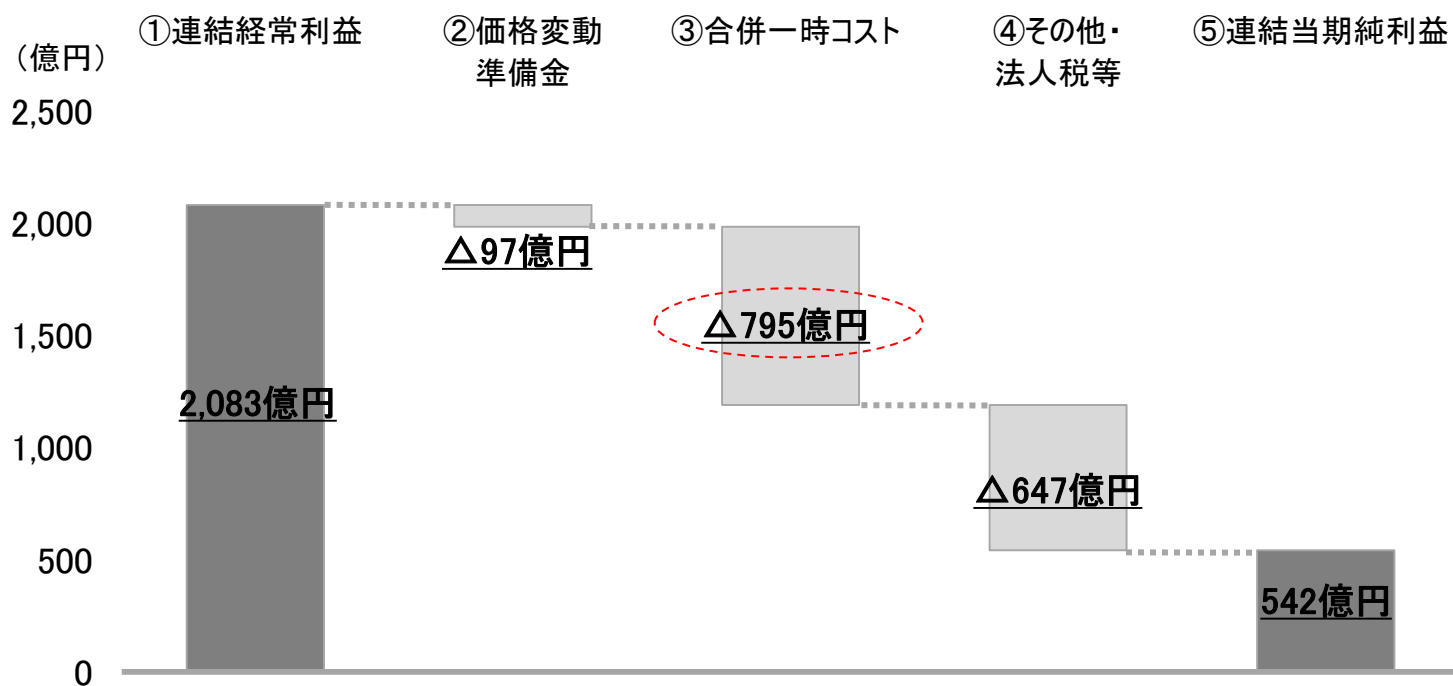 ①連結経常利益
②価格変動
準備金
③合併一時コスト
④その他・
法人税等
⑤連結当期純利益
（億円）
2,500
2,000
1,500
1,000
500
0
2,083億円
△97億円
△795億円
△647億円
542億円